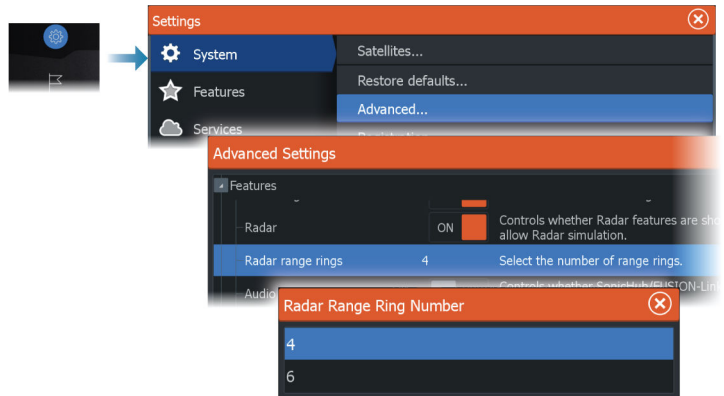 Settings
System
Satellites...
Features
Restore defaults...
Advanced...
Services
Advanced Settings
Features
Radar
ON
Controls whether Radar features are sho
allow Radar simulation.
Radar range rings
4
Select the number of range rings.
Audio
Controls whether SonicHub/FUSION-Link
Radar Range Ring Number
4
6